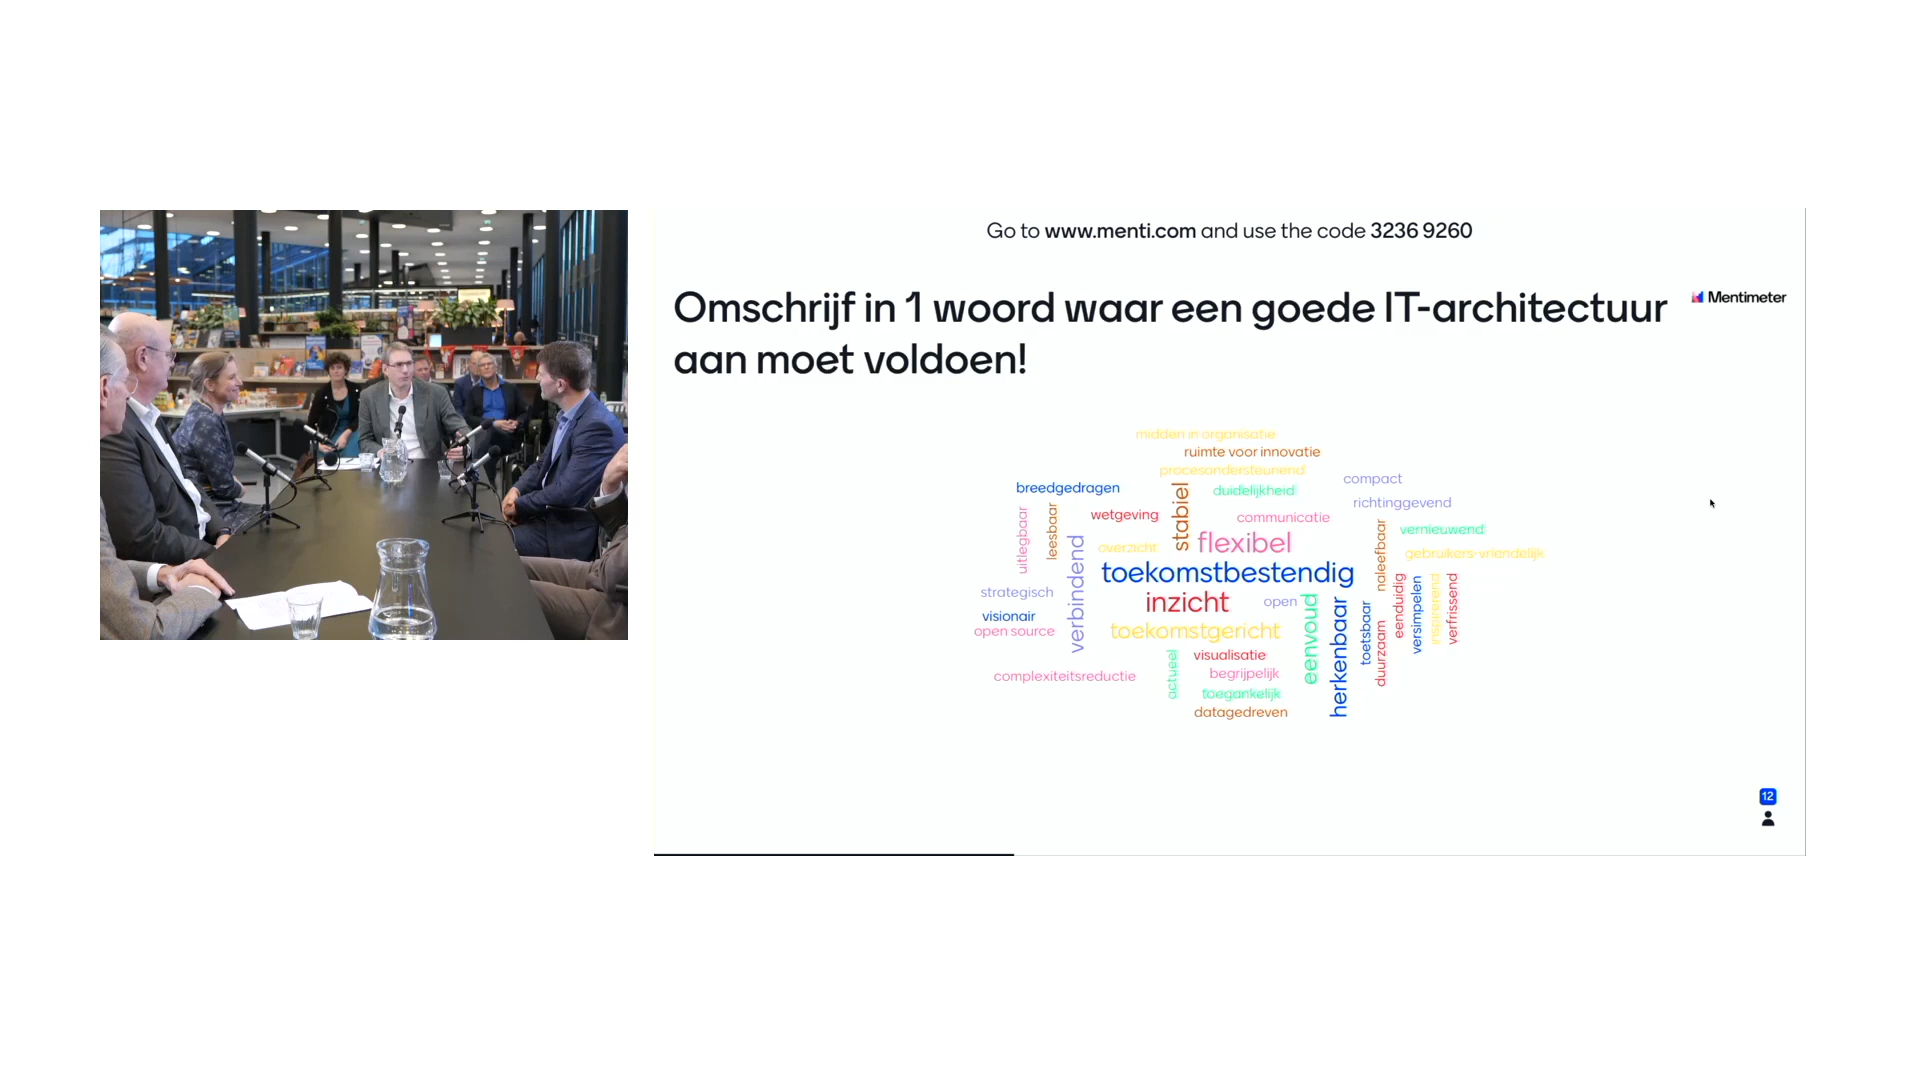 Go to www.menti.com and use the code 3236 9260
Omschrijf in 1 woord waar een goede IT-architectuur
aan moet voldoen!
Mentimeter
midden in organisatie
ruimte voor innovatie
procesondersteunend
compact
breedgedragen
stabiel
duidelijkheid
richtinggevend
uitlegbaar
leesbaar
wetgeving
communicatie
naleefbaar
vernieuwend
verbindend
overzicht
flexibel
gebruikers-vriendelijk
toekomstbestendig
strategisch
inzicht
open
eenvoud
herkenbaar
toetsbaar
duurzaam
eenduidig
versimpelen
inspirerend
verfrissend
visionair
open source
toekomstgericht
complexiteitsreductie
actueel
visualisatie
begrijpelijk
toegankelijk
datagedreven
12